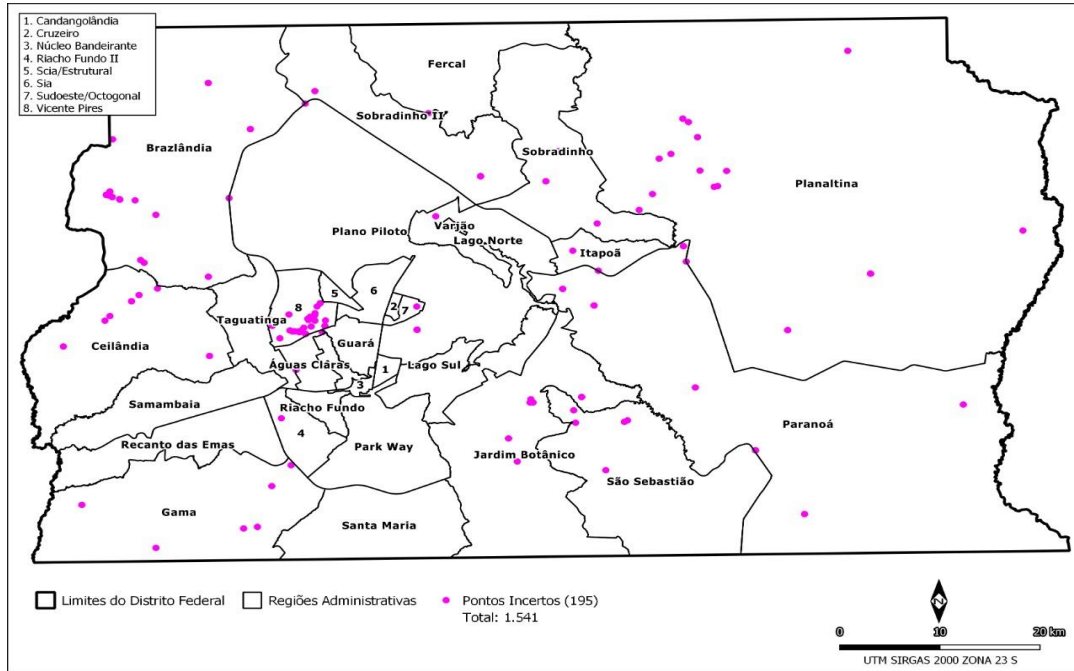 1. Candangolândia
2. Cruzeiro
3. Núcleo Bandeirante
4. Riacho Fundo II
5. Scia/Estrutural
6. Sia
7. Sudoeste/Octogonal
8. Vicente Pires
Fercal
Sobradinho II
Brazlândia
Sobradinho
Planaltina
Plano Piloto
Varjão
Lago Norte
Itapoã
6
5
8
2
7
Taguatinga
Guará
Ceilândia
Águas Claras
1
Lago Sul
3
Samambaia
Riacho Fundo
4
Recanto das Emas
Park Way
Jardim Botânico
Paranoá
São Sebastião
Gama
Santa Maria
Limites do Distrito Federal
Regiões Administrativas
Pontos Incertos (195)
Total: 1.541
N
0 10 20 km
UTM SIRGAS 2000 ZONA 23 S